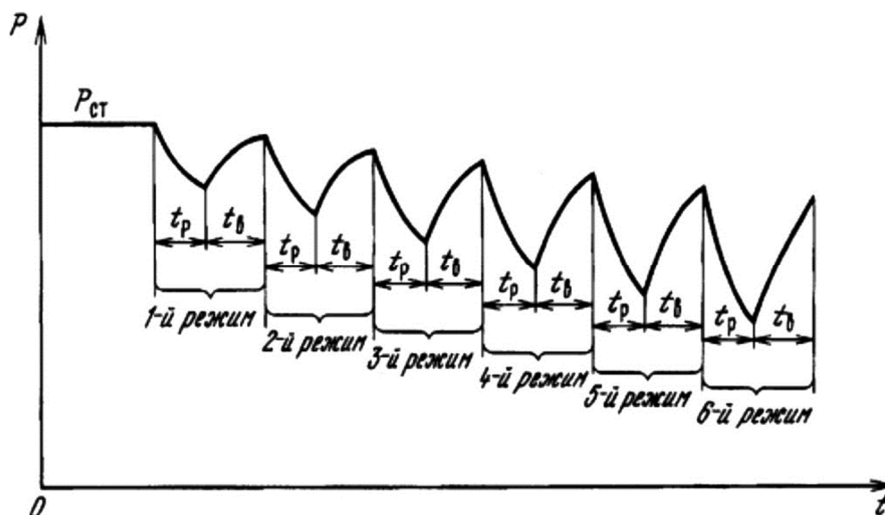 P
Pст
tр tв
tр tв
tр tв
tр tв
tр tв
tр tв
1-й режим
2-й режим
3-й режим
4-й режим
5-й режим
6-й режим
0
t